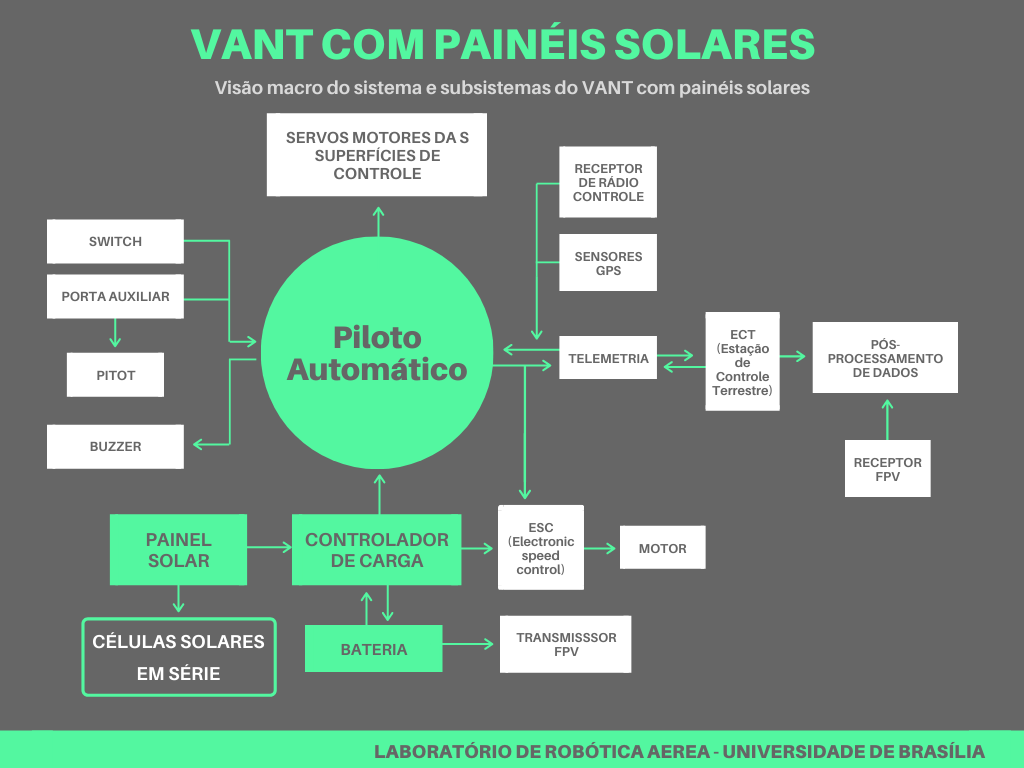 VANT COM PAINÉIS SOLARES
Visão macro do sistema e subsistemas do VANT com painéis solares
SERVOS MOTORES DA S
SUPERFÍCIES DE
CONTROLE
RECEPTOR
DE RÁDIO
CONTROLE
SWITCH
SENSORES
GPS
PORTA AUXILIAR
Piloto
Automático
TELEMETRIA
ECT
(Estação
de
Controle
Terrestre)
PÓS-
PROCESSAMENTO
DE DADOS
PITOT
BUZZER
RECEPTOR
FPV
PAINEL
SOLAR
CONTROLADOR
DE CARGA
ESC
(Electronic
speed
control)
MOTOR
CÉLULAS SOLARES
EM SÉRIE
BATERIA
TRANSMISSSOR
FPV
LABORATÓRIO DE ROBÓTICA AEREA - UNIVERSIDADE DE BRASÍLIA